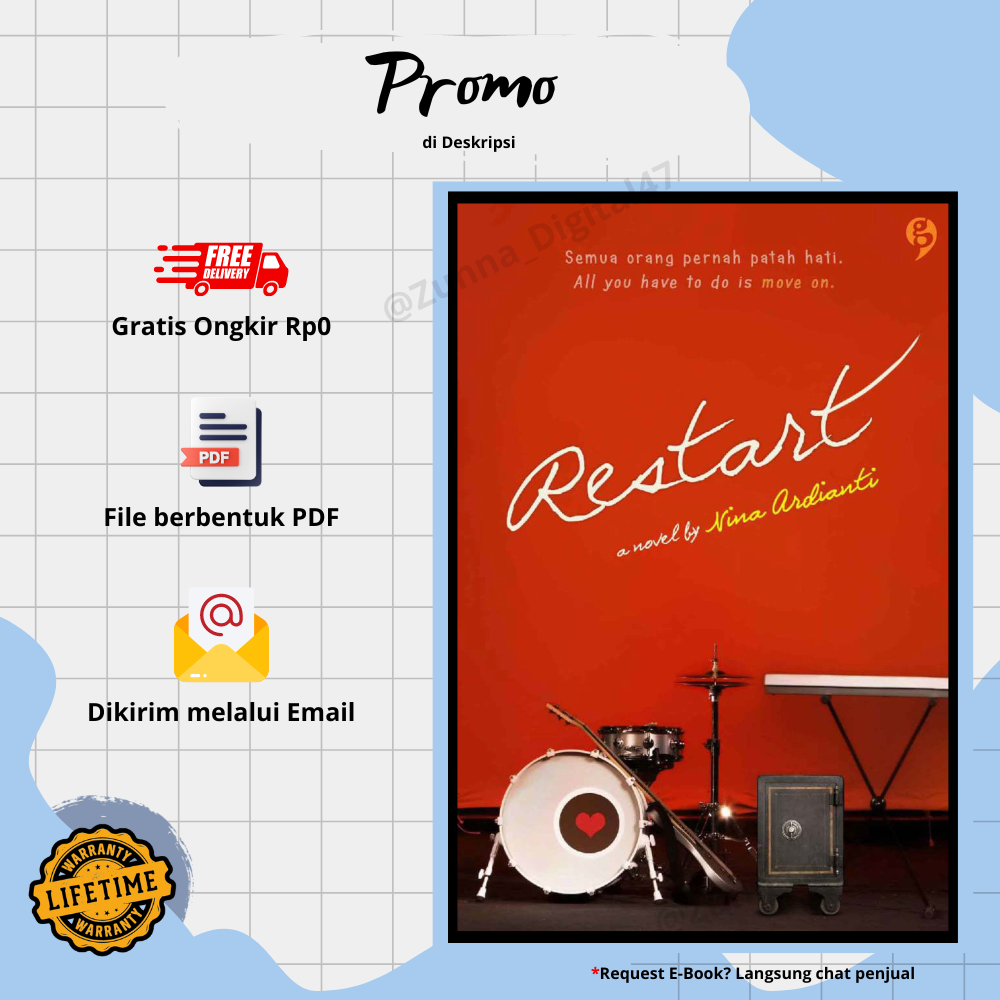 Promo
di Deskripsi
@Zunna_Digital47
FREE
DELIVERY
Gratis Ongkir Rp0
PDF
File berbentuk PDF
@
Dikirim melalui Email
WARRANTY
LIFETIME
WARRANTY
g
Semua orang pernah patah hati.
All you have to do is move on.
Restart
a novel by Nina Ardianti
*Request E-Book? Langsung chat penjual